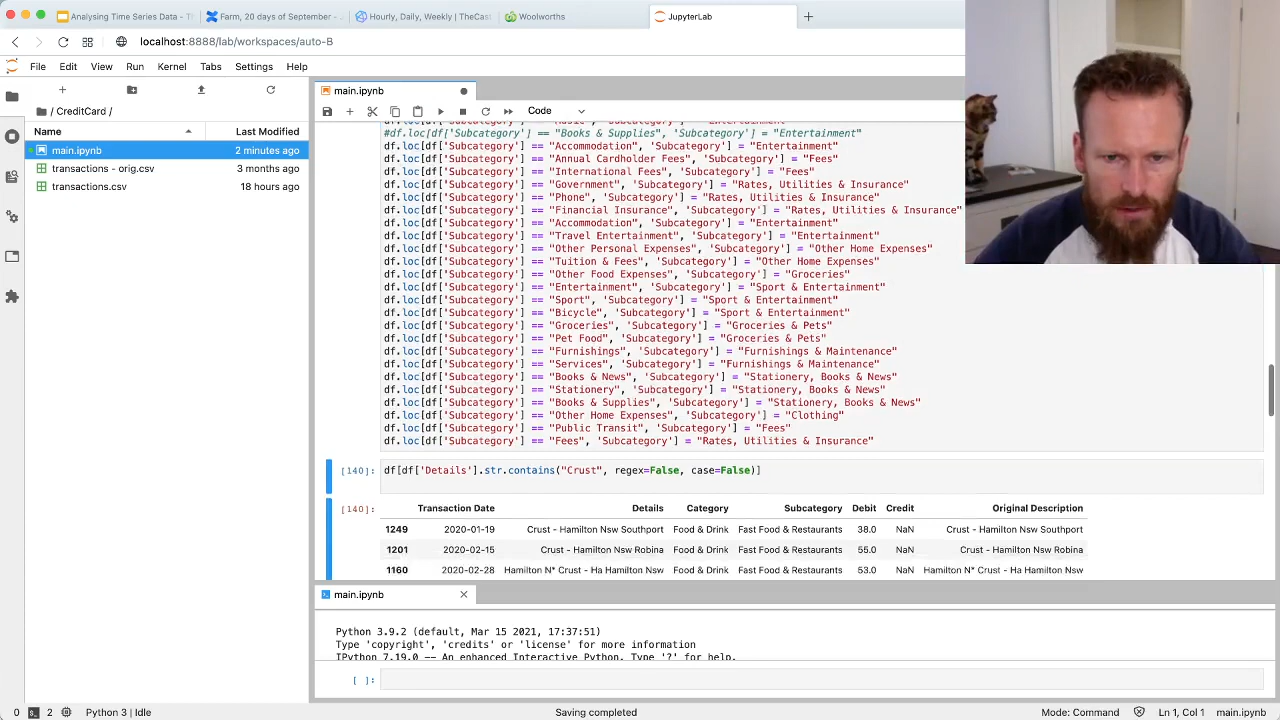 Analysing Time Series Data -
Farm, 20 days of September -
Hourly, Daily, Weekly | TheCast
Woolworths
JupyterLab
localhost:8888/lab/workspaces/auto-B
File Edit View Run Kernel Tabs Settings Help
/ CreditCard /
Name Last Modified
main.ipynb 2 minutes ago
transactions - orig.csv 3 months ago
transactions.csv 18 hours ago
main.ipynb
Code
#df.loc[df['Subcategory'] == "Books & Supplies", 'Subcategory'] = "Entertainment"
df.loc[df['Subcategory'] == "Accommodation", 'Subcategory'] = "Entertainment"
df.loc[df['Subcategory'] == "Annual Cardholder Fees", 'Subcategory'] = "Fees"
df.loc[df['Subcategory'] == "International Fees", 'Subcategory'] = "Fees"
df.loc[df['Subcategory'] == "Government", 'Subcategory'] = "Rates, Utilities & Insurance"
df.loc[df['Subcategory'] == "Phone", 'Subcategory'] = "Rates, Utilities & Insurance"
df.loc[df['Subcategory'] == "Financial Insurance", 'Subcategory'] = "Rates, Utilities & Insurance"
df.loc[df['Subcategory'] == "Accommodation", 'Subcategory'] = "Entertainment"
df.loc[df['Subcategory'] == "Travel Entertainment", 'Subcategory'] = "Entertainment"
df.loc[df['Subcategory'] == "Other Personal Expenses", 'Subcategory'] = "Other Home Expenses"
df.loc[df['Subcategory'] == "Tuition & Fees", 'Subcategory'] = "Other Home Expenses"
df.loc[df['Subcategory'] == "Other Food Expenses", 'Subcategory'] = "Groceries"
df.loc[df['Subcategory'] == "Entertainment", 'Subcategory'] = "Sport & Entertainment"
df.loc[df['Subcategory'] == "Sport", 'Subcategory'] = "Sport & Entertainment"
df.loc[df['Subcategory'] == "Bicycle", 'Subcategory'] = "Sport & Entertainment"
df.loc[df['Subcategory'] == "Groceries", 'Subcategory'] = "Groceries & Pets"
df.loc[df['Subcategory'] == "Pet Food", 'Subcategory'] = "Groceries & Pets"
df.loc[df['Subcategory'] == "Furnishings", 'Subcategory'] = "Furnishings & Maintenance"
df.loc[df['Subcategory'] == "Services", 'Subcategory'] = "Furnishings & Maintenance"
df.loc[df['Subcategory'] == "Books & News", 'Subcategory'] = "Stationery, Books & News"
df.loc[df['Subcategory'] == "Stationery", 'Subcategory'] = "Stationery, Books & News"
df.loc[df['Subcategory'] == "Books & Supplies", 'Subcategory'] = "Stationery, Books & News"
df.loc[df['Subcategory'] == "Other Home Expenses", 'Subcategory'] = "Clothing"
df.loc[df['Subcategory'] == "Public Transit", 'Subcategory'] = "Fees"
df.loc[df['Subcategory'] == "Fees", 'Subcategory'] = "Rates, Utilities & Insurance"
[140]: df[df['Details'].str.contains("Crust", regex=False, case=False)]
[140]: Transaction Date Details Category Subcategory Debit Credit Original Description
1249 2020-01-19 Crust - Hamilton Nsw Southport Food & Drink Fast Food & Restaurants 38.0 NaN Crust - Hamilton Nsw Southport
1201 2020-02-15 Crust - Hamilton Nsw Robina Food & Drink Fast Food & Restaurants 55.0 NaN Crust - Hamilton Nsw Robina
1160 2020-02-28 Hamilton N* Crust - Ha Hamilton Nsw Food & Drink Fast Food & Restaurants 53.0 NaN Hamilton N* Crust - Ha Hamilton Nsw
main.ipynb
Python 3.9.2 (default, Mar 15 2021, 17:37:51)
Type 'copyright', 'credits' or 'license' for more information
IPython 7.19.0 -- An enhanced Interactive Python. Type '?' for help.
[ ]:
0 2 Python 3 | Idle Saving completed Mode: Command Ln 1, Col 1 main.ipynb